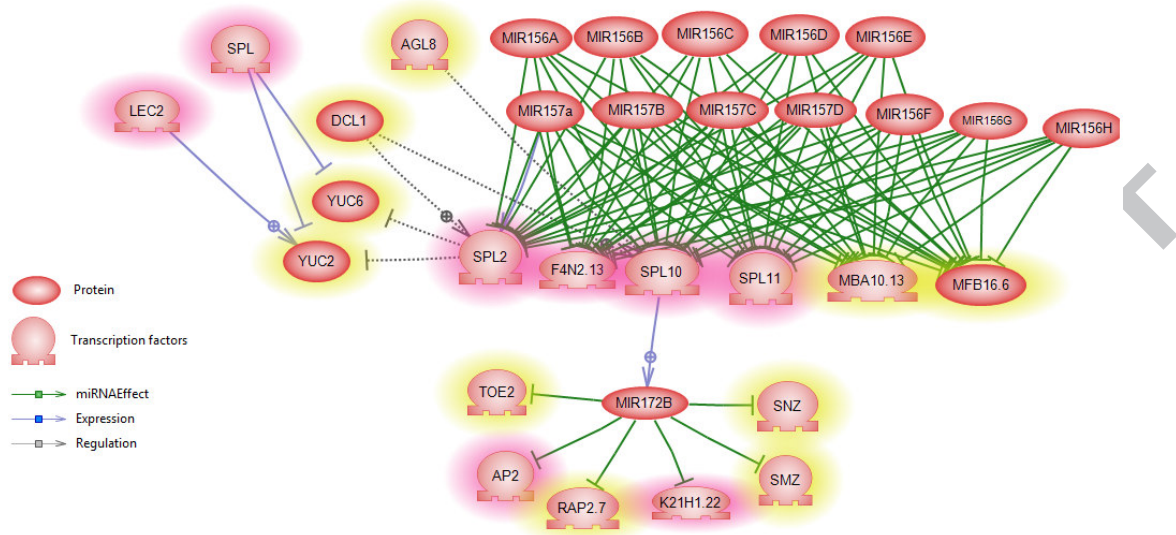 SPL
AGL8
MIR156A
MIR156B
MIR156C
MIR156D
MIR156E
LEC2
DCL1
MIR157a
MIR157B
MIR157C
MIR157D
MIR156F
MIR156G
MIR156H
YUC6
YUC2
SPL2
F4N2.13
SPL10
SPL11
MBA10.13
MFB16.6
Protein
Transcription factors
miRNAEffect
Expression
Regulation
TOE2
MIR172B
SNZ
AP2
RAP2.7
K21H1.22
SMZ